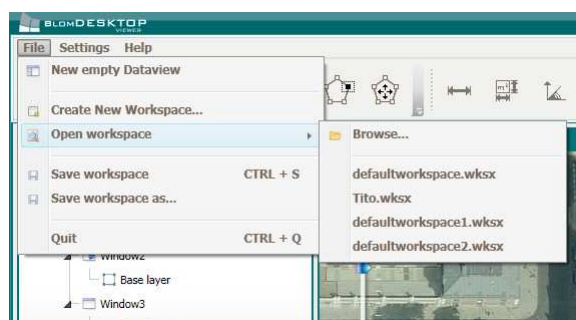 BLOMDESKTOP
VIEWER
File Settings Help
New empty Dataview
Create New Workspace...
Open workspace
Browse...
Save workspace CTRL + S
defaultworkspace.wksx
Save workspace as...
Tito.wksx
defaultworkspace1.wksx
Quit CTRL + Q
defaultworkspace2.wksx
Window2
Base layer
Window3